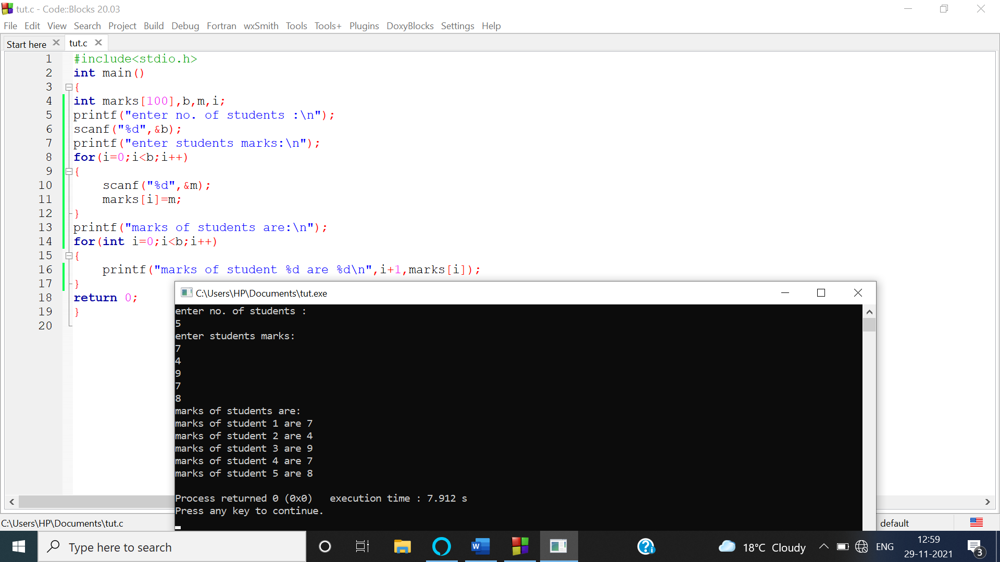 tut.c - Code::Blocks 20.03
File Edit View Search Project Build Debug Fortran wxSmith Tools Tools+ Plugins DoxyBlocks Settings Help
Start here tut.c
1 #include<stdio.h>
2 int main()
3 {
4 int marks[100],b,m,i;
5 printf("enter no. of students :\n");
6 scanf("%d",&b);
7 printf("enter students marks:\n");
8 for(i=0;i<b;i++)
9 {
10 scanf("%d",&m);
11 marks[i]=m;
12 }
13 printf("marks of students are:\n");
14 for(int i=0;i<b;i++)
15 {
16 printf("marks of student %d are %d\n",i+1,marks[i]);
17 }
18 return 0;
19 }
20
C:\Users\HP\Documents\tut.exe
enter no. of students :
5
enter students marks:
7
4
9
7
8
marks of students are:
marks of student 1 are 7
marks of student 2 are 4
marks of student 3 are 9
marks of student 4 are 7
marks of student 5 are 8
Process returned 0 (0x0) execution time : 7.912 s
Press any key to continue.
C:\Users\HP\Documents\tut.c
default
Type here to search
W
18°C Cloudy
ENG
12:59
29-11-2021
3